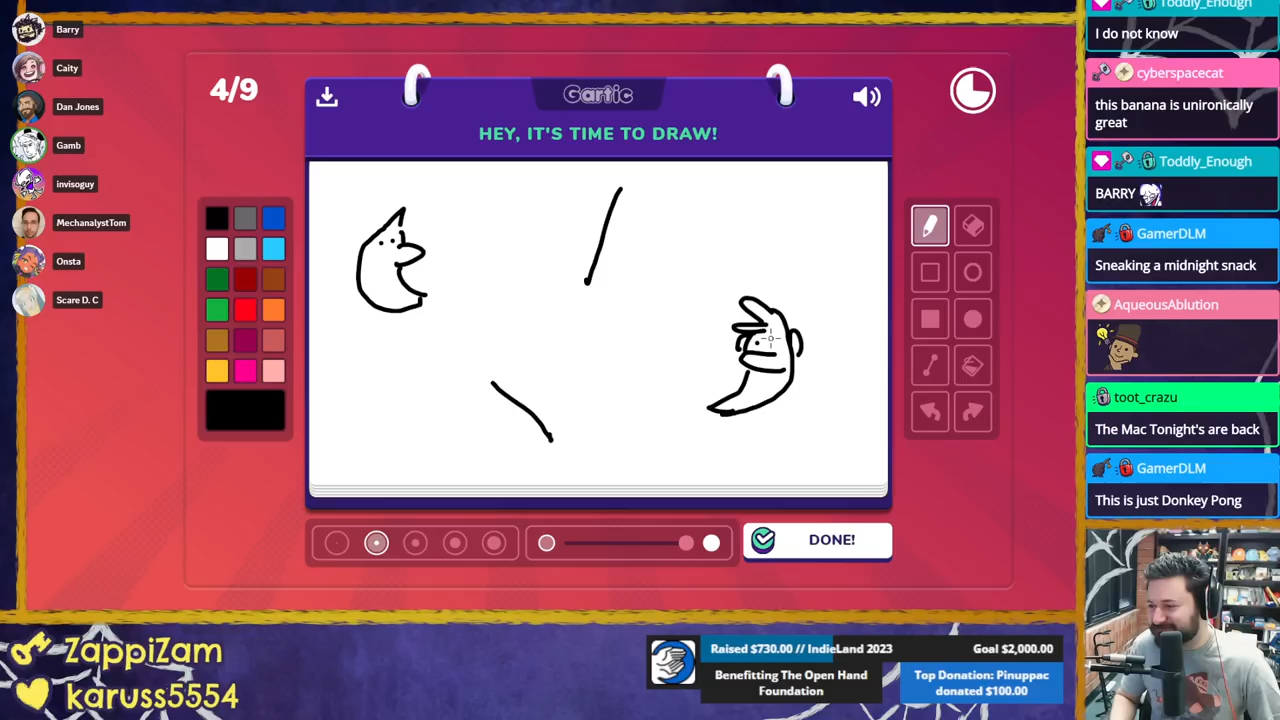 Barry
Caity
Dan Jones
Gamb
invisoguy
MechanalystTom
Onsta
Scare D. C
4/9
Gartic
HEY, IT'S TIME TO DRAW!
DONE!
Toddly_Enough
I do not know
cyberspacecat
this banana is unironically
great
Toddly_Enough
BARRY
GamerDLM
Sneaking a midnight snack
AqueousAblution
toot_crazu
The Mac Tonight's are back
GamerDLM
This is just Donkey Pong
ZappiZam
karuss5554
Raised $730.00 // IndieLand 2023
Goal $2,000.00
Benefitting The Open Hand
Foundation
Top Donation: Pinuppac
donated $100.00